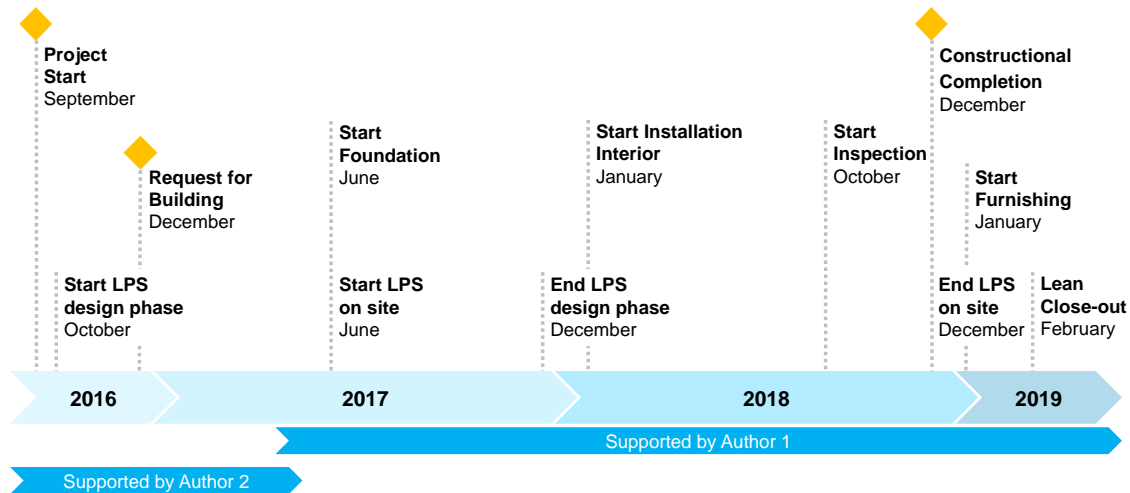 Project
Start
September
Constructional
Completion
December
Request for
Building
December
Start
Foundation
June
Start Installation
Interior
January
Start
Inspection
October
Start
Furnishing
January
Start LPS
design phase
October
Start LPS
on site
June
End LPS
design phase
December
End LPS
on site
December
Lean
Close-out
February
2016
2017
2018
2019
Supported by Author 1
Supported by Author 2